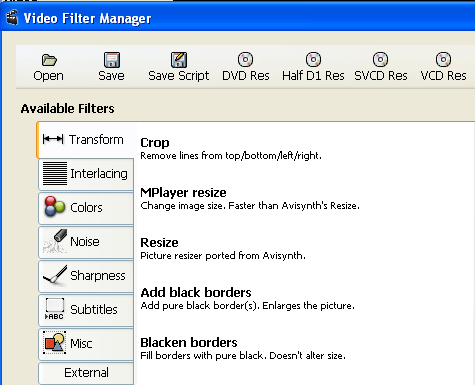 Video Filter Manager
Open Save Save Script DVD Res Half D1 Res SVCD Res VCD Res
Available Filters
Transform
Interlacing
Colors
Noise
Sharpness
ABC
Subtitles
Misc
External
Crop
Remove lines from top/bottom/left/right.
MPlayer resize
Change image size. Faster than Avisynth's Resize.
Resize
Picture resizer ported from Avisynth.
Add black borders
Add pure black border(s). Enlarges the picture.
Blacken borders
Fill borders with pure black. Doesn't alter size.